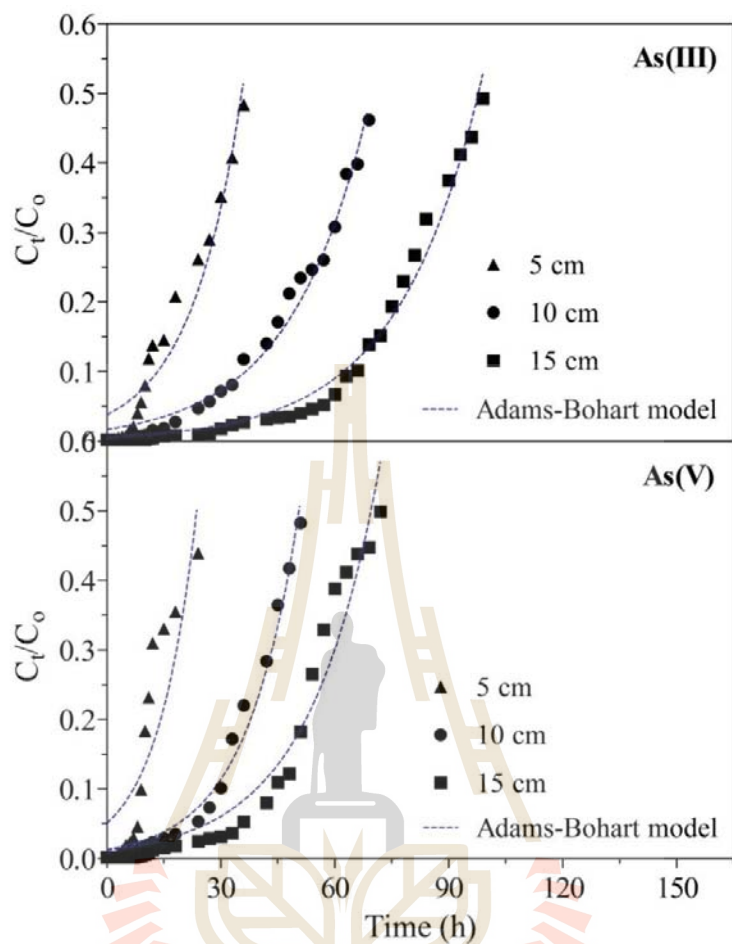 0.6
As(III)
0.5
0.4
C_t/C_o
0.3
5 cm
0.2
10 cm
15 cm
0.1
Adams-Bohart model
0.6
As(V)
0.5
0.4
C_t/C_o
0.3
5 cm
0.2
10 cm
15 cm
0.1
Adams-Bohart model
0.0
0 30 60 90 120 150
Time (h)